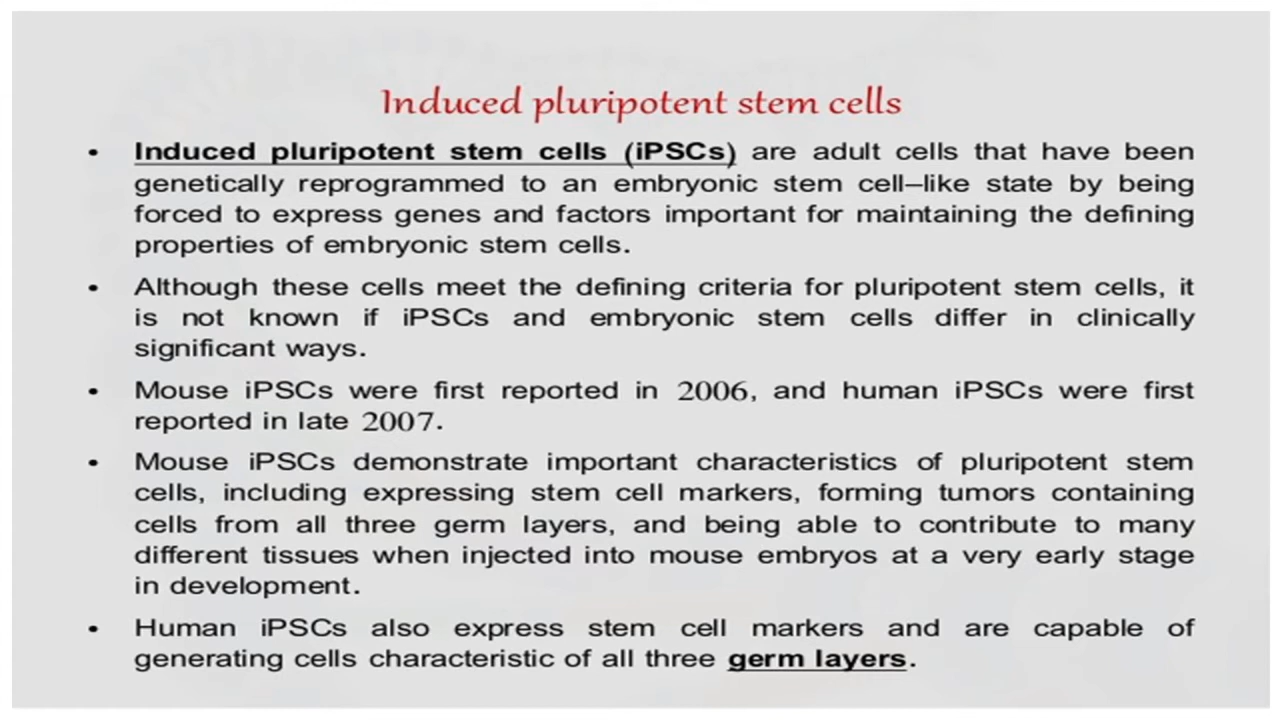 Induced pluripotent stem cells
• Induced pluripotent stem cells (iPSCs) are adult cells that have been
genetically reprogrammed to an embryonic stem cell–like state by being
forced to express genes and factors important for maintaining the defining
properties of embryonic stem cells.
• Although these cells meet the defining criteria for pluripotent stem cells, it
is not known if iPSCs and embryonic stem cells differ in clinically
significant ways.
• Mouse iPSCs were first reported in 2006, and human iPSCs were first
reported in late 2007.
• Mouse iPSCs demonstrate important characteristics of pluripotent stem
cells, including expressing stem cell markers, forming tumors containing
cells from all three germ layers, and being able to contribute to many
different tissues when injected into mouse embryos at a very early stage
in development.
• Human iPSCs also express stem cell markers and are capable of
generating cells characteristic of all three germ layers.